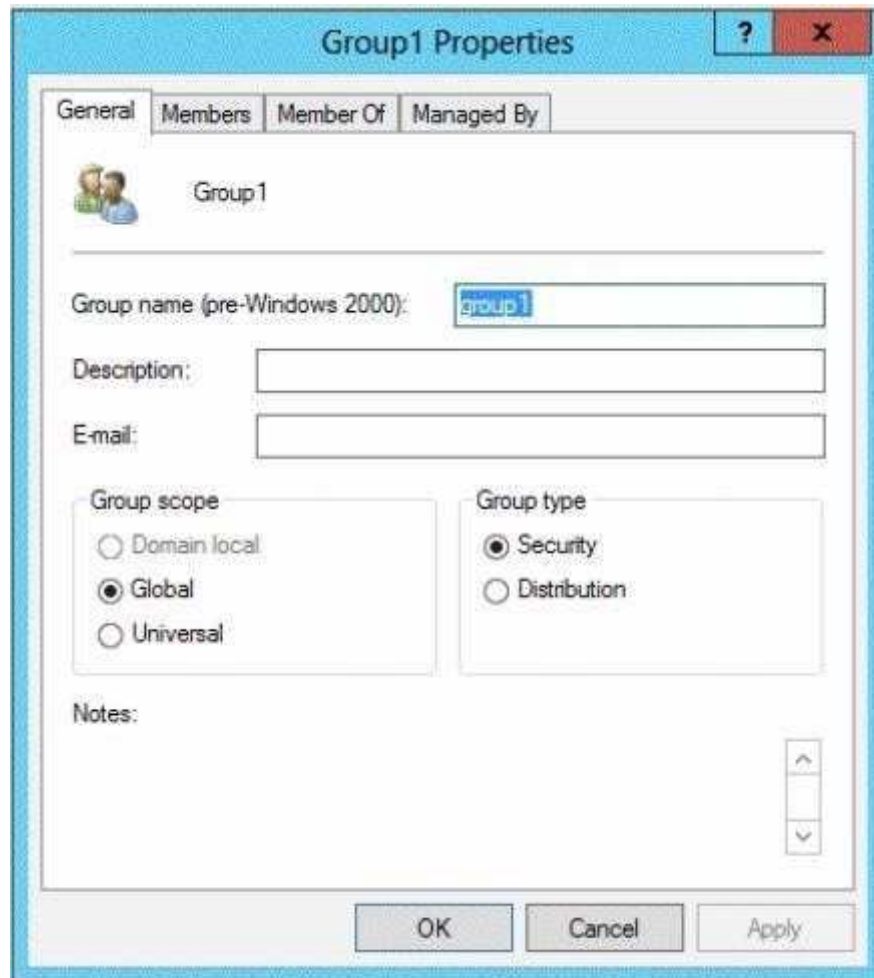 Group1 Properties
?
x
General Members Member Of Managed By
Group1
Group name (pre-Windows 2000): group1
Description:
E-mail:
Group scope
Domain local
Global
Universal
Group type
Security
Distribution
Notes:
OK Cancel Apply